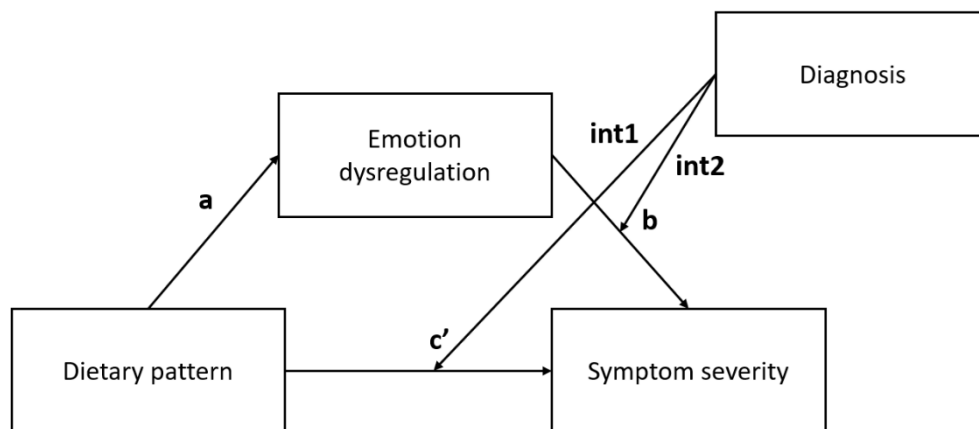 Diagnosis
Emotion
dysregulation
int1
int2
a
b
c'
Dietary pattern
Symptom severity